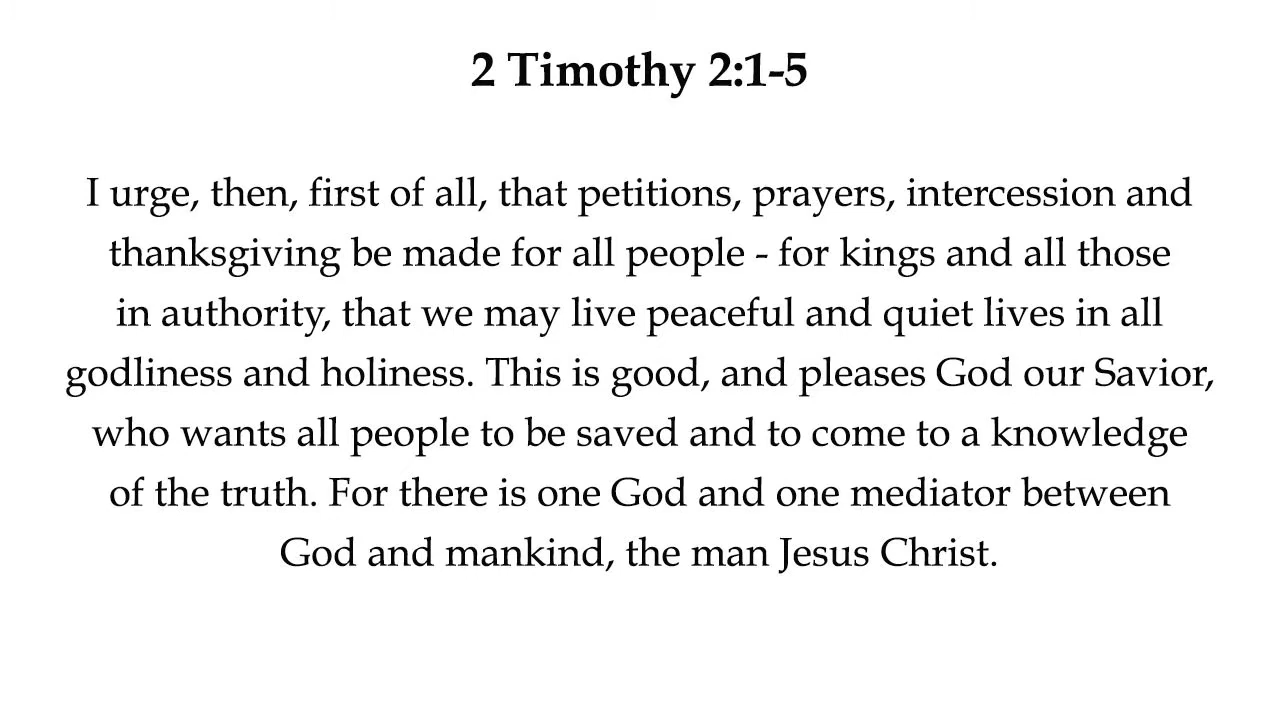 2 Timothy 2:1-5
I urge, then, first of all, that petitions, prayers, intercession and
thanksgiving be made for all people - for kings and all those
in authority, that we may live peaceful and quiet lives in all
godliness and holiness. This is good, and pleases God our Savior,
who wants all people to be saved and to come to a knowledge
of the truth. For there is one God and one mediator between
God and mankind, the man Jesus Christ.